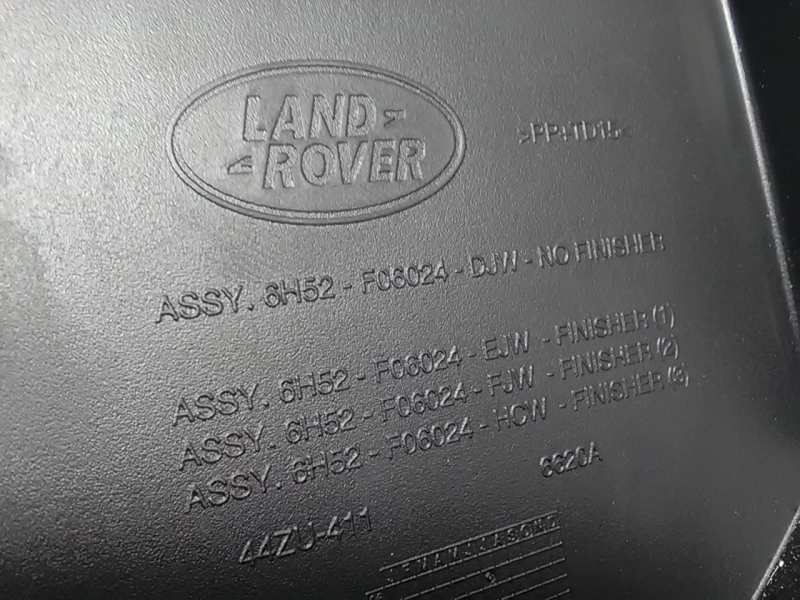 LAND
ROVER
>PP+TD15<
ASSY. 6H52 - F06024 - DJW - NO FINISHER
ASSY. 6H52 - F06024 - EJW - FINISHER (1)
ASSY. 6H52 - F06024 - FJW - FINISHER (2)
ASSY. 6H52 - F06024 - HCW - FINISHER (3)
6620A
44ZU-411
J F M A M J J A S O N D